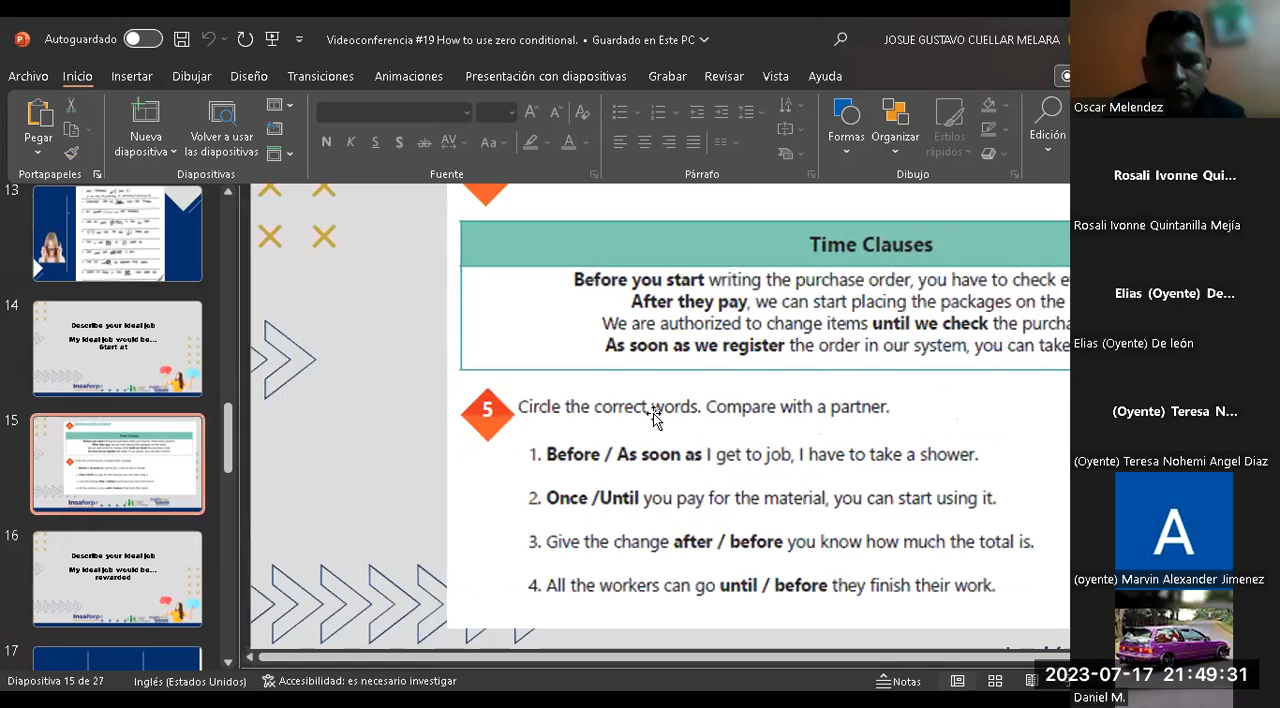 Autoguardado
Videoconferencia #19 How to use zero conditional. • Guardado en Este PC
JOSUE GUSTAVO CUELLAR MELARA
Archivo Inicio Insertar Dibujar Diseño Transiciones Animaciones Presentación con diapositivas Grabar Revisar Vista Ayuda
Pegar
Nueva diapositiva
Volver a usar las diapositivas
N K S S ab AV Aa A
Formas
Organizar
Estilos rápidos
Edición
Portapapeles
Diapositivas
Fuente
Párrafo
Dibujo
13
14
Describe your ideal job
My ideal job would be...
Start at
Insaforp
15
Insaforp
16
Describe your ideal job
My ideal job would be...
rewarded
Insaforp
17
Time Clauses
Before you start writing the purchase order, you have to check
After they pay, we can start placing the packages on the
We are authorized to change items until we check the
As soon as we register the order in our system, you can take
5
Circle the correct words. Compare with a partner.
1. Before / As soon as I get to job, I have to take a shower.
2. Once /Until you pay for the material, you can start using it.
3. Give the change after / before you know how much the total is.
4. All the workers can go until / before they finish their work.
Diapositiva 15 de 27
Inglés (Estados Unidos)
Accesibilidad: es necesario investigar
Notas
Oscar Melendez
Rosali Ivonne Qui...
Rosali Ivonne Quintanilla Mejía
Elias (Oyente) De...
Elias (Oyente) De león
(Oyente) Teresa N...
(Oyente) Teresa Nohemi Angel Diaz
A
(oyente) Marvin Alexander Jimenez
2023-07-17 21:49:31
Daniel M.